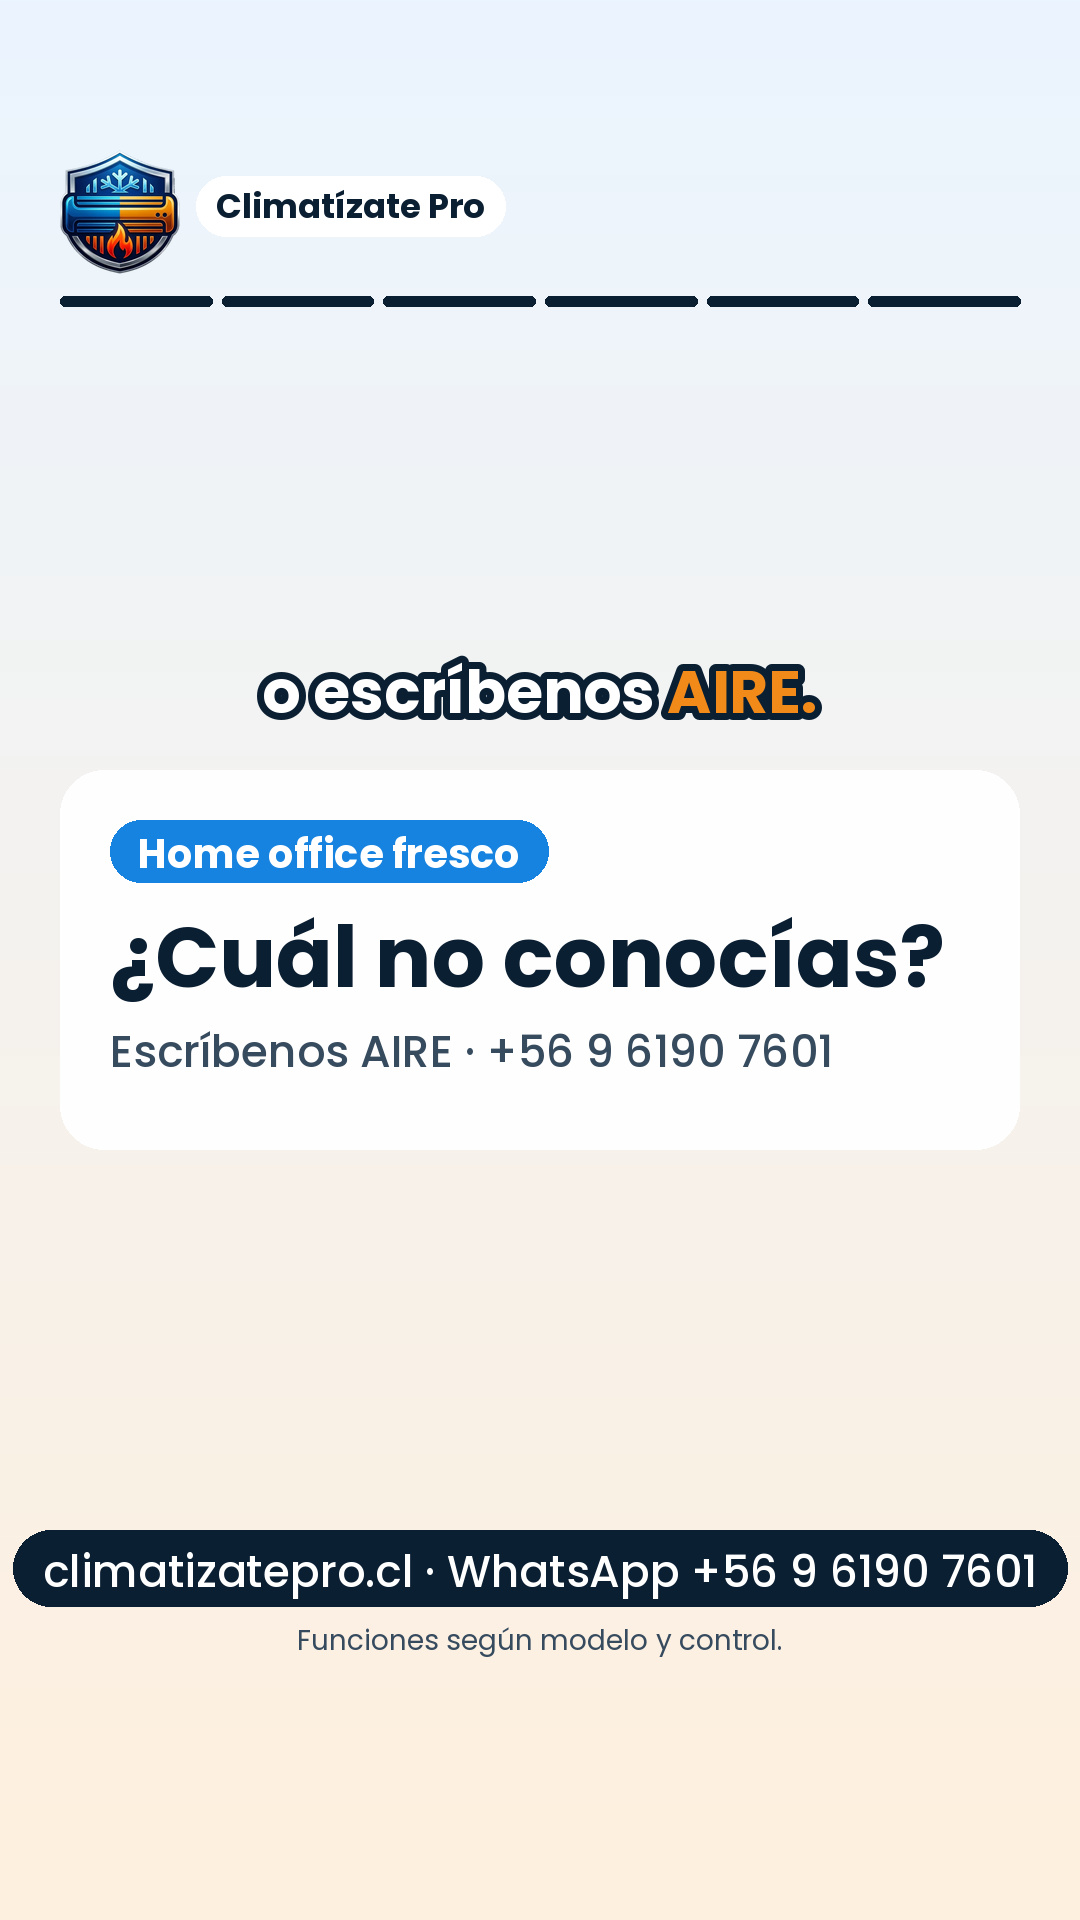 Climatízate Pro
o escríbenos AIRE.
Home office fresco
¿Cuál no conocías?
Escríbenos AIRE · +56 9 6190 7601
climatizatepro.cl · WhatsApp +56 9 6190 7601
Funciones según modelo y control.